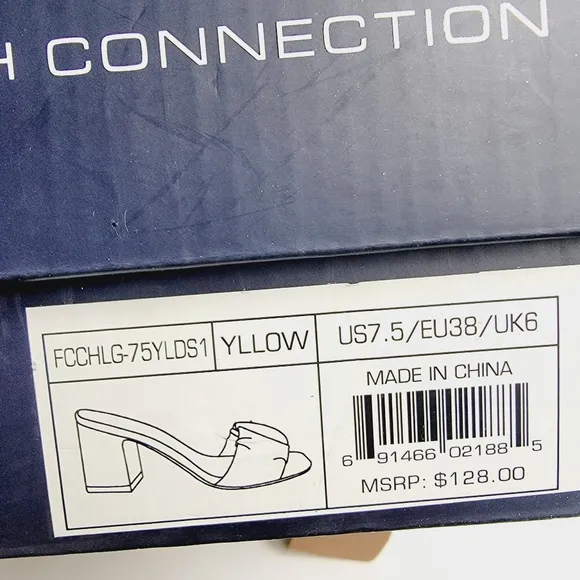 H CONNECTION
FCCHLG-75YLDS1 YLLOW US7.5/EU38/UK6
MADE IN CHINA
6 91466 02188 5
MSRP: $128.00